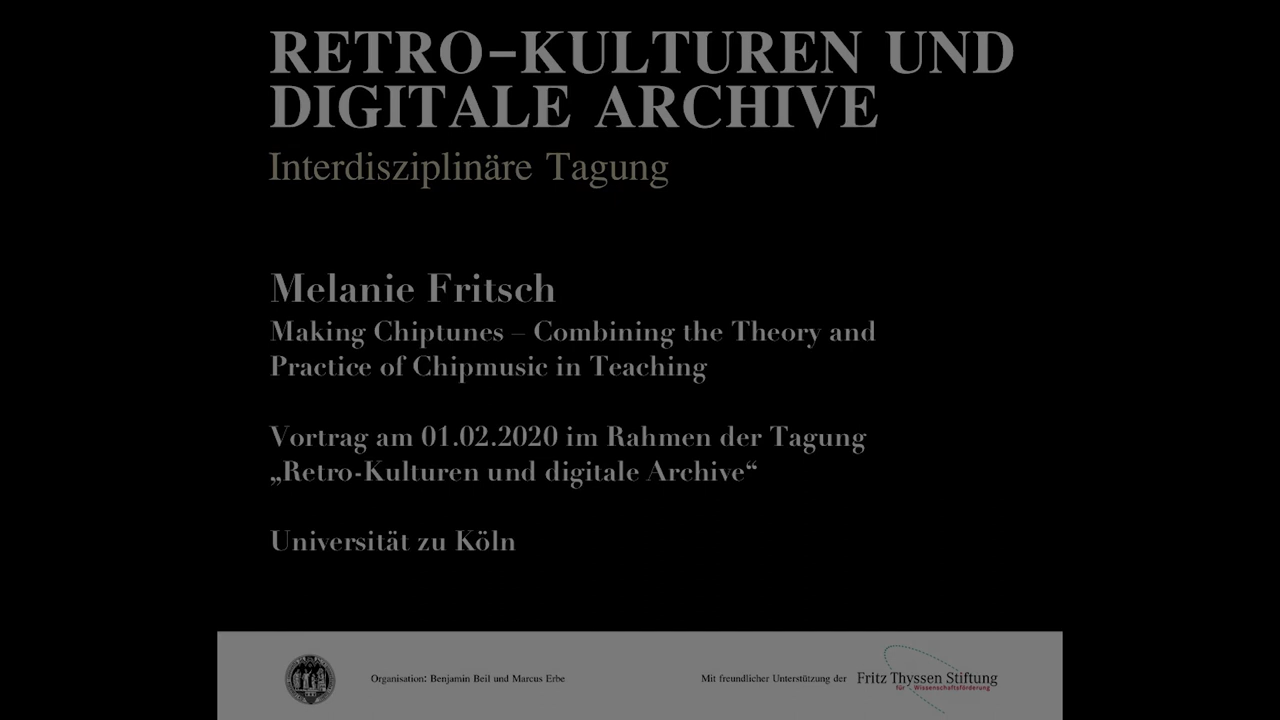 RETRO-KULTUREN UND
DIGITALE ARCHIVE
Interdisziplinäre Tagung
Melanie Fritsch
Making Chiptunes – Combining the Theory and
Practice of Chipmusic in Teaching
Vortrag am 01.02.2020 im Rahmen der Tagung
„Retro-Kulturen und digitale Archive“
Universität zu Köln
Organisation: Benjamin Beil und Marcus Erbe
Mit freundlicher Unterstützung der
Fritz Thyssen Stiftung
für Wissenschaftsförderung